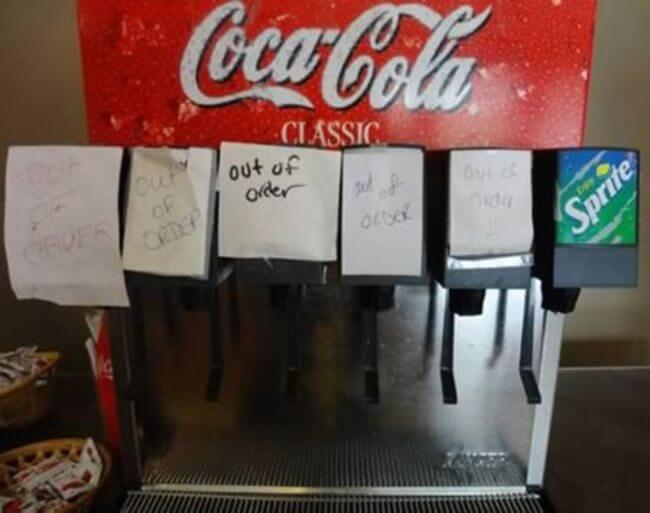 Coca-Cola
CLASSIC
OUT
OF
ORDER
OUT
OF
ORDER
OUT OF
Order
out of
ORDER
Out of
Order
!!
Enjoy
Sprite